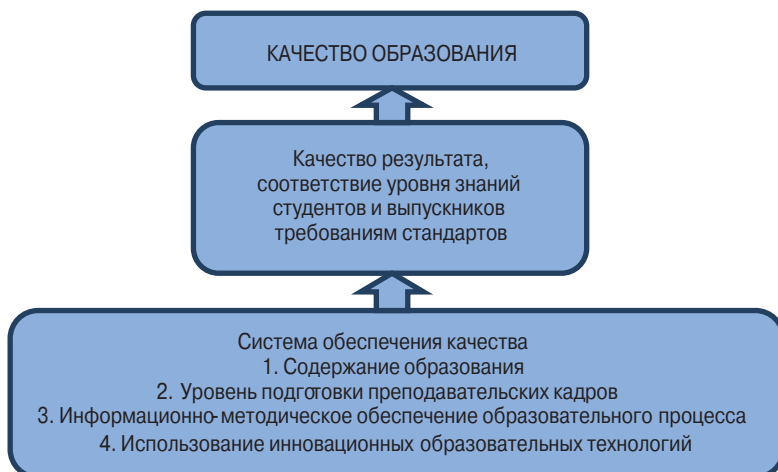 КАЧЕСТВО ОБРАЗОВАНИЯ
Качество результата,
соответствие уровня знаний
студентов и выпускников
требованиям стандартов
Система обеспечения качества
1. Содержание образования
2. Уровень подготовки преподавательских кадров
3. Информационно-методическое обеспечение образовательного процесса
4. Использование инновационных образовательных технологий